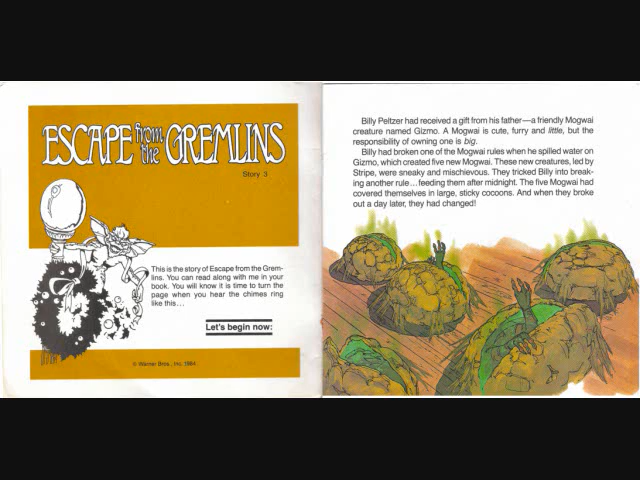 ESCAPE from the GREMLINS
Story 3
This is the story of Escape from the Grem-
lins. You can read along with me in your
book. You will know it is time to turn the
page when you hear the chimes ring
like this...
Let's begin now:
© Warner Bros., Inc. 1984
Billy Peltzer had received a gift from his father—a friendly Mogwai
creature named Gizmo. A Mogwai is cute, furry and little, but the
responsibility of owning one is big.
Billy had broken one of the Mogwai rules when he spilled water on
Gizmo, which created five new Mogwai. These new creatures, led by
Stripe, were sneaky and mischievous. They tricked Billy into break-
ing another rule...feeding them after midnight. The five Mogwai had
covered themselves in large, sticky cocoons. And when they broke
out a day later, they had changed!